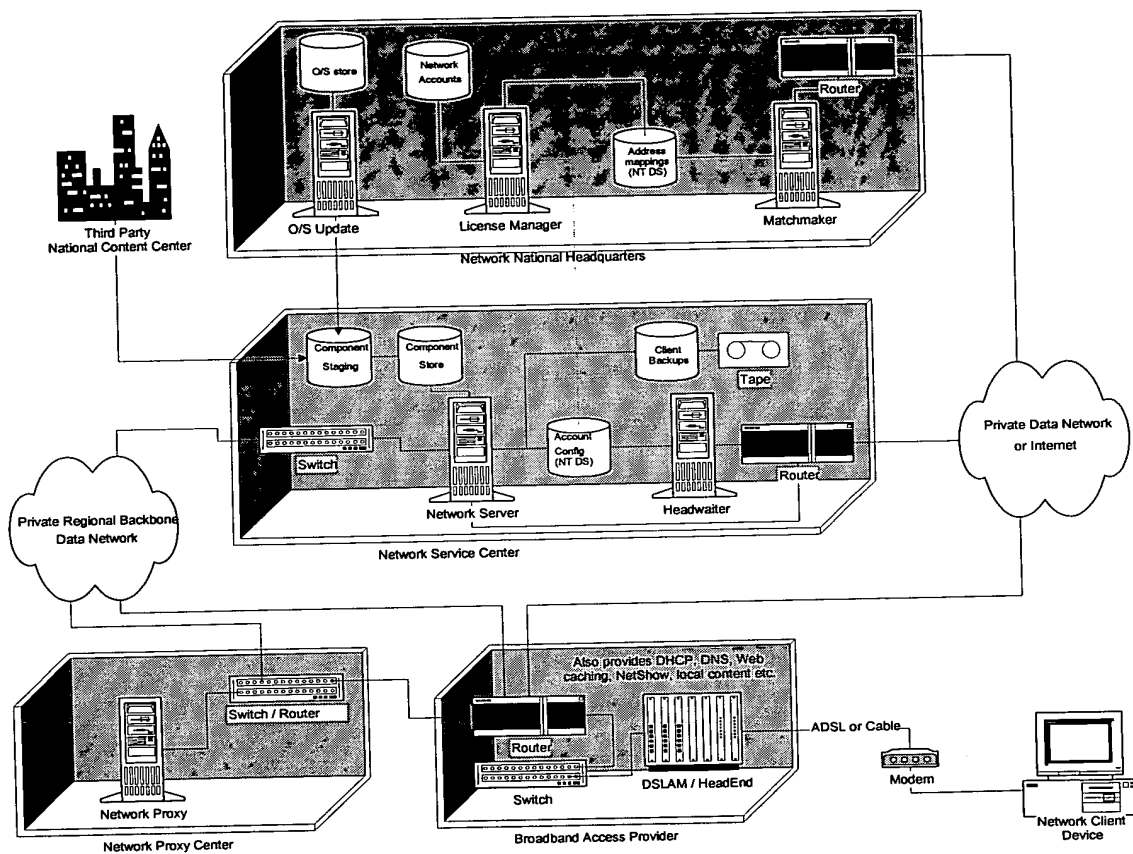 O/S store
Network
Accounts
Router
Address
mappings
(NT DS)
O/S Update
License Manager
Matchmaker
Network National Headquarters
Third Party
National Content Center
Component
Staging
Component
Store
Client
Backups
Tape
Switch
Account
Config
(NT DS)
Router
Network Server
Headwaiter
Network Service Center
Private Data Network
or Internet
Private Regional Backbone
Data Network
Switch / Router
Network Proxy
Network Proxy Center
Also provides DHCP, DNS, Web
caching, NetShow, local content etc.
Router
Switch
DSLAM / HeadEnd
Broadband Access Provider
ADSL or Cable
Modem
Network Client
Device